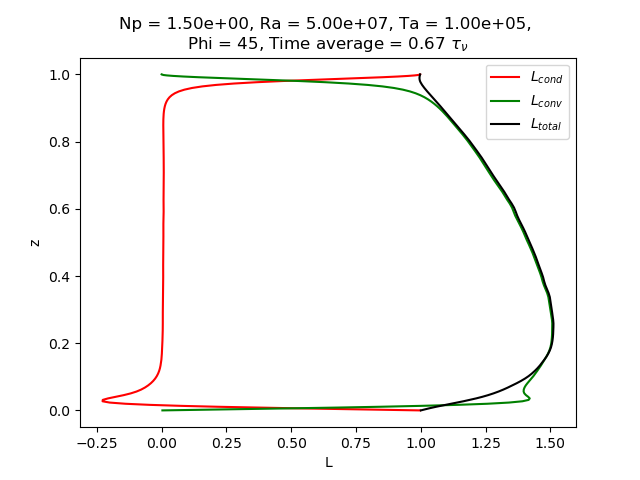 Np = 1.50e+00, Ra = 5.00e+07, Ta = 1.00e+05,
Phi = 45, Time average = 0.67 τ_ν
L_cond
L_conv
L_total
z
1.0
0.8
0.6
0.4
0.2
0.0
−0.25 0.00 0.25 0.50 0.75 1.00 1.25 1.50
L